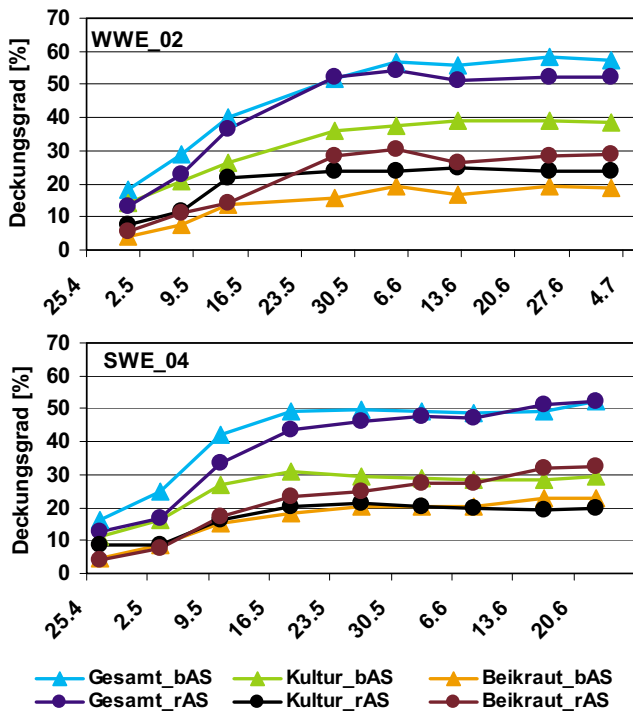 Deckungsgrad [%]
70
60
50
40
30
20
10
0
WWE_02
25.4 2.5 9.5 16.5 23.5 30.5 6.6 13.6 20.6 27.6 4.7
Deckungsgrad [%]
70
60
50
40
30
20
10
0
SWE_04
25.4 2.5 9.5 16.5 23.5 30.5 6.6 13.6 20.6
Gesamt_bAS Kultur_bAS Beikraut_bAS
Gesamt_rAS Kultur_rAS Beikraut_rAS